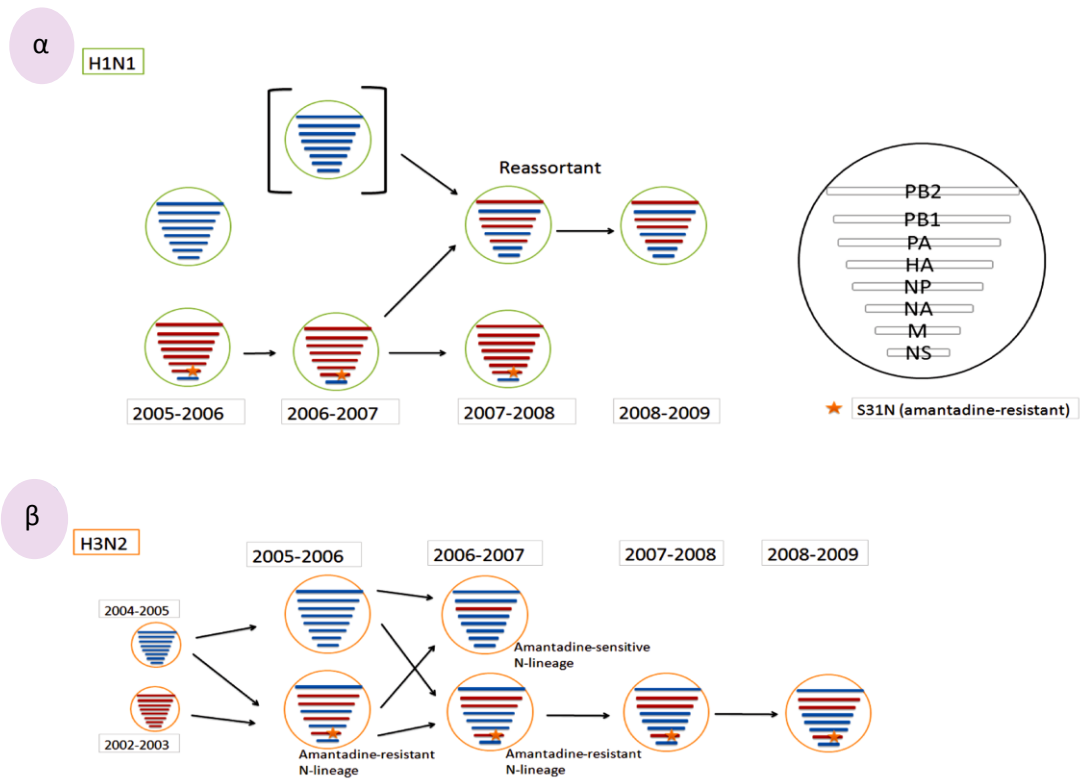 α
H1N1
Reassortant
PB2
PB1
PA
HA
NP
NA
M
NS
2005-2006
2006-2007
2007-2008
2008-2009
S31N (amantadine-resistant)
β
H3N2
2005-2006
2006-2007
2007-2008
2008-2009
2004-2005
Amantadine-sensitive
N-lineage
2002-2003
Amantadine-resistant
N-lineage
Amantadine-resistant
N-lineage